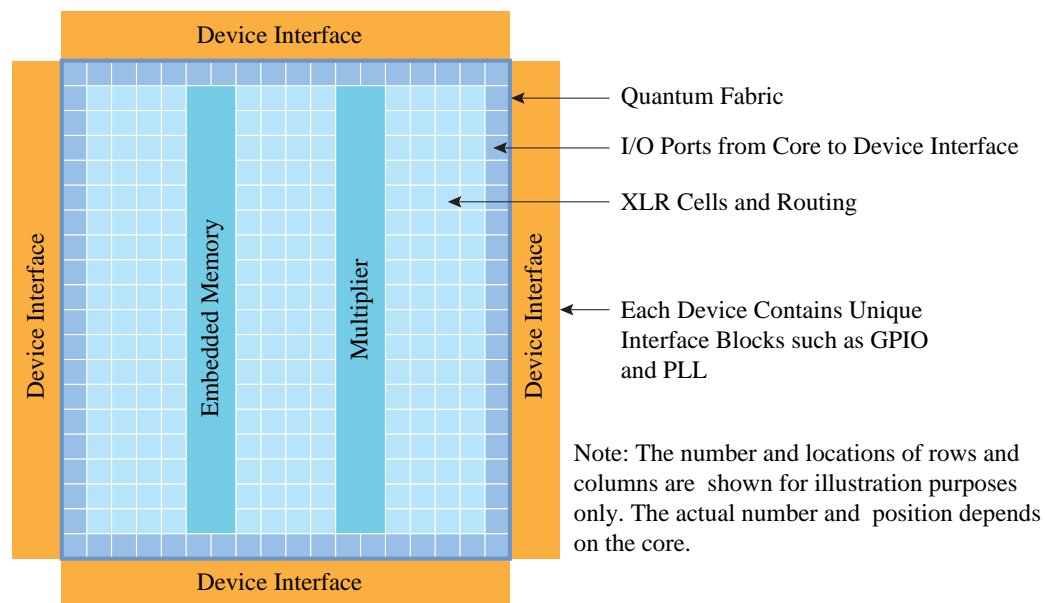 Device Interface
Quantum Fabric
I/O Ports from Core to Device Interface
XLR Cells and Routing
Device Interface
Embedded Memory
Multiplier
Device Interface
Each Device Contains Unique
Interface Blocks such as GPIO
and PLL
Note: The number and locations of rows and
columns are shown for illustration purposes
only. The actual number and position depends
on the core.
Device Interface